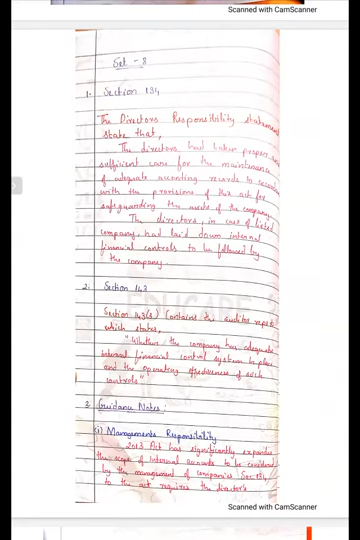 Scanned with CamScanner
Set - 8
1. Section 134
The Directors Responsibility statement
state that,
The directors had taken proper and
sufficient care for the maintenance
of adequate accounting records in accordance
with the provisions of this act for
safeguarding the assets of the company
The directors, in case of listed
company, had laid down internal
financial controls to be followed by
the company.
2. Section 143
Section 143(3) Contains the auditors report
which states,
"Whether the company has adequate
internal financial control system in place
and the operating effectiveness of such
controls"
3. Guidance Notes:
(i) Managements Responsibility
2013 Act has significantly expanded
the scope of internal to be considered
by the management of companies Sec 134
to the act requires the director's
Scanned with CamScanner